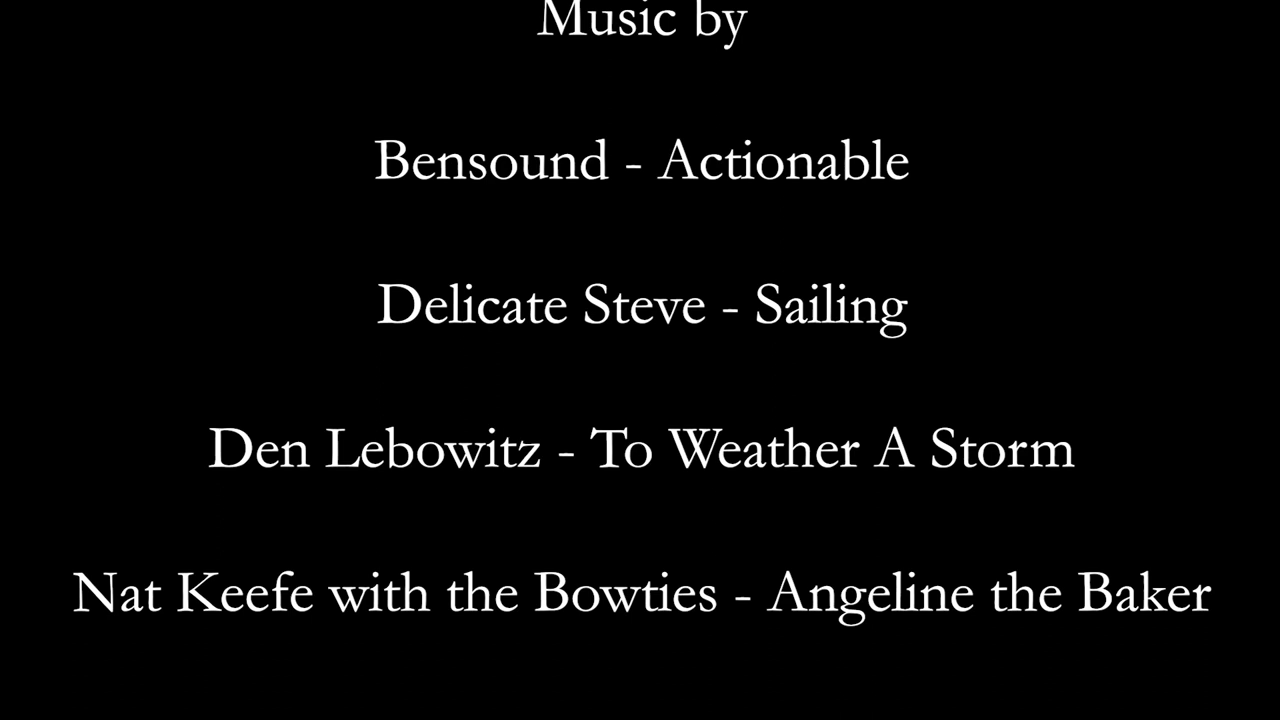 Music by
Bensound - Actionable
Delicate Steve - Sailing
Den Lebowitz - To Weather A Storm
Nat Keefe with the Bowties - Angeline the Baker